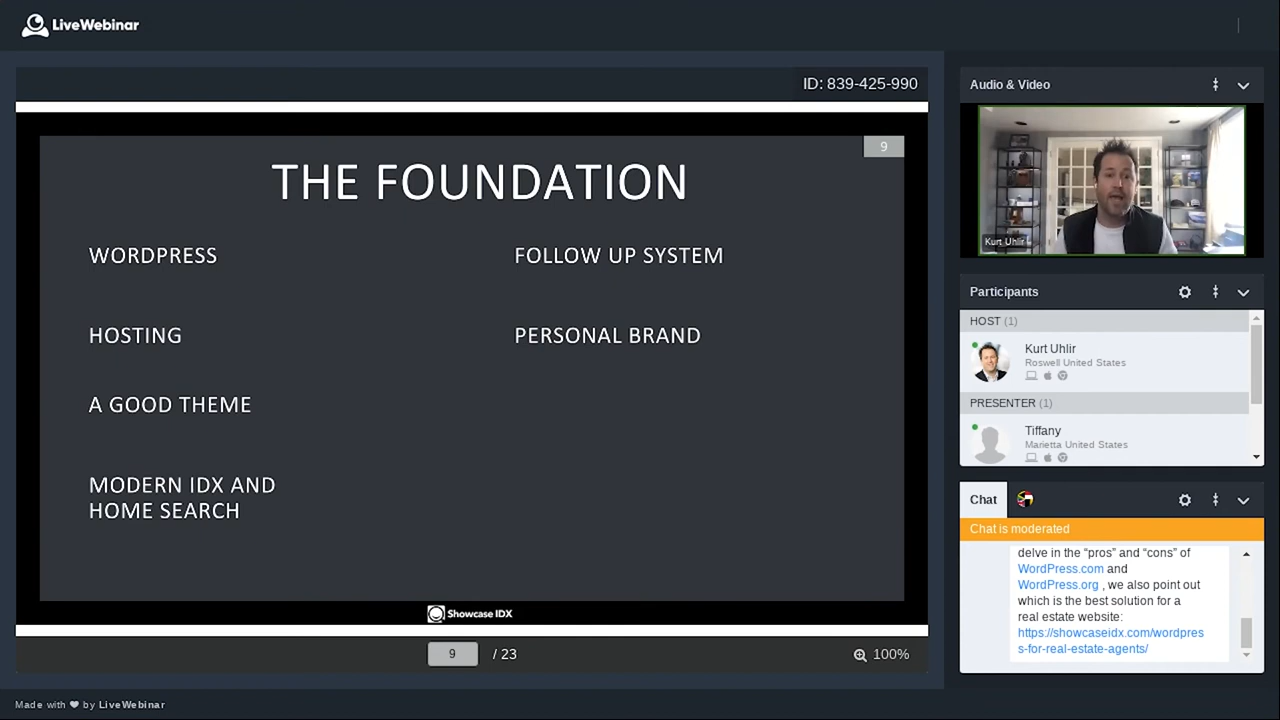 LiveWebinar
ID: 839-425-990
9
THE FOUNDATION
WORDPRESS
HOSTING
A GOOD THEME
MODERN IDX AND
HOME SEARCH
FOLLOW UP SYSTEM
PERSONAL BRAND
Showcase IDX
9 / 23
100%
Audio & Video
Kurt Uhlir
Participants
HOST (1)
Kurt Uhlir
Roswell United States
PRESENTER (1)
Tiffany
Marietta United States
Chat
Chat is moderated
delve in the “pros” and “cons” of
WordPress.com and
WordPress.org , we also point out
which is the best solution for a
real estate website:
https://showcaseidx.com/wordpres
s-for-real-estate-agents/
Made with ❤ by LiveWebinar